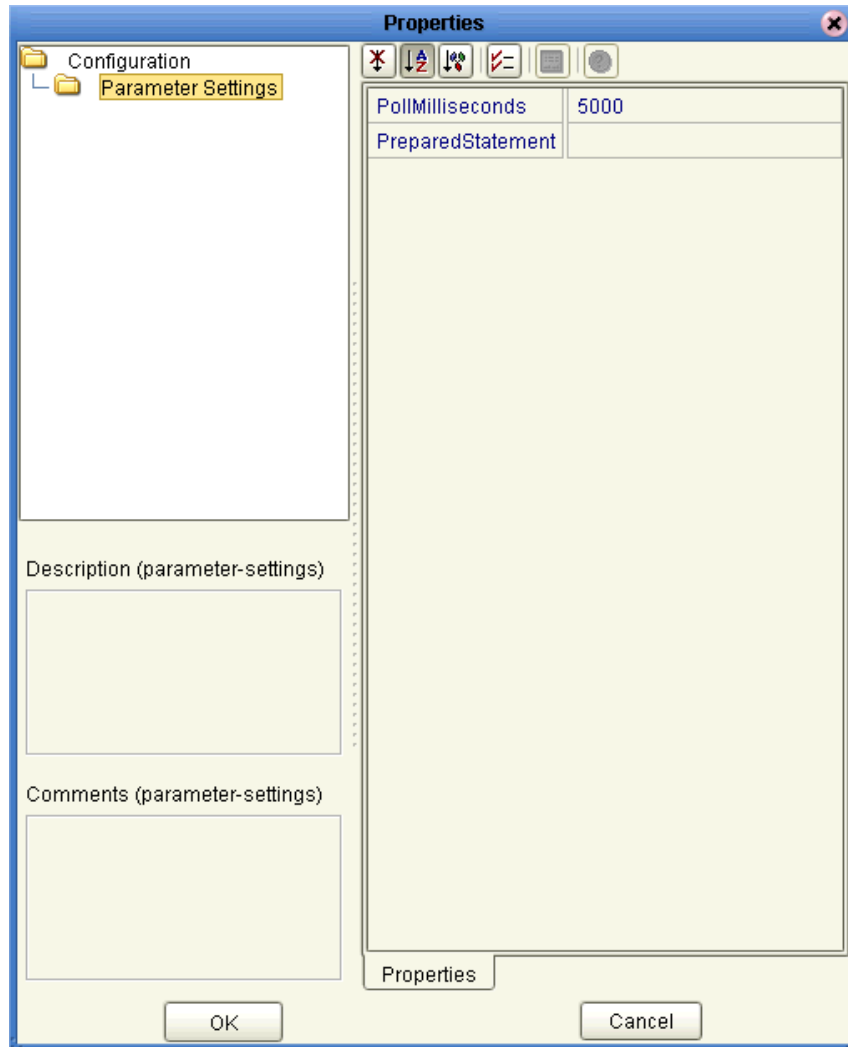 Properties
Configuration
Parameter Settings
PollMilliseconds 5000
PreparedStatement
Description (parameter-settings)
Comments (parameter-settings)
Properties
OK
Cancel